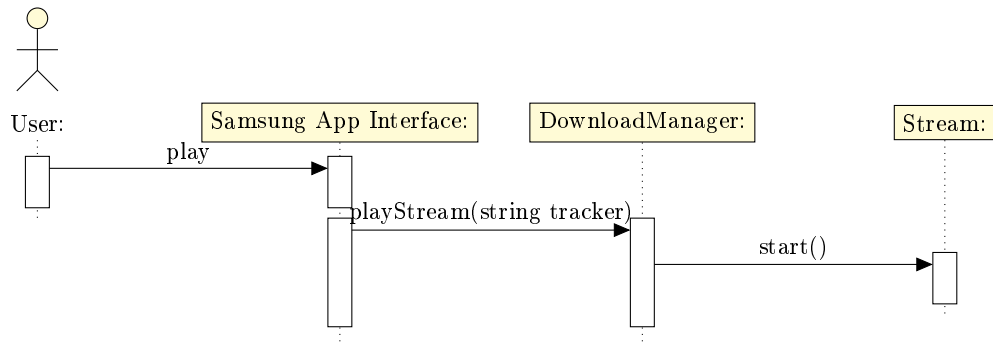 User:
Samsung App Interface:
DownloadManager:
Stream:
play
playStream(string tracker)
start()